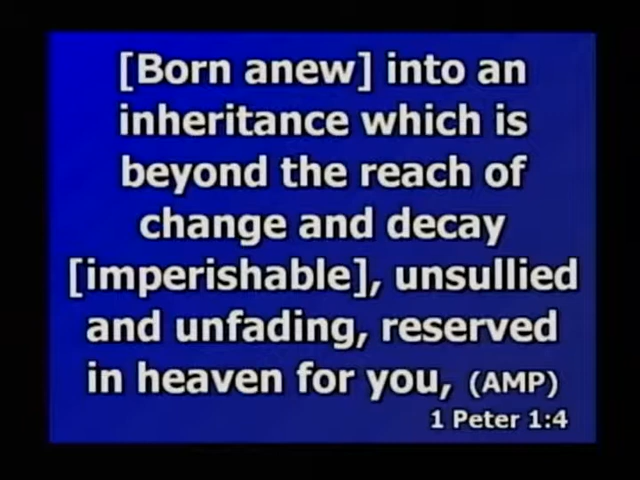 [Born anew] into an
inheritance which is
beyond the reach of
change and decay
[imperishable], unsullied
and unfading, reserved
in heaven for you, (AMP)
1 Peter 1:4